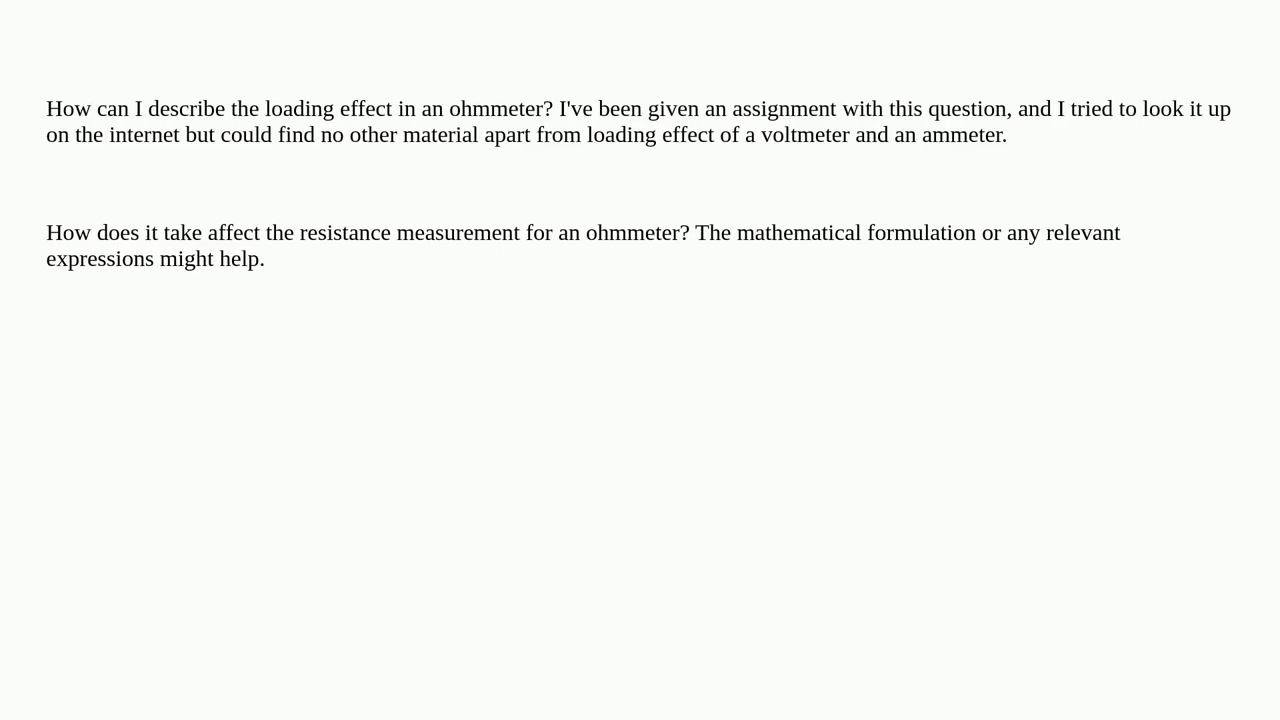 How can I describe the loading effect in an ohmmeter? I've been given an assignment with this question, and I tried to look it up
on the internet but could find no other material apart from loading effect of a voltmeter and an ammeter.
How does it take affect the resistance measurement for an ohmmeter? The mathematical formulation or any relevant
expressions might help.